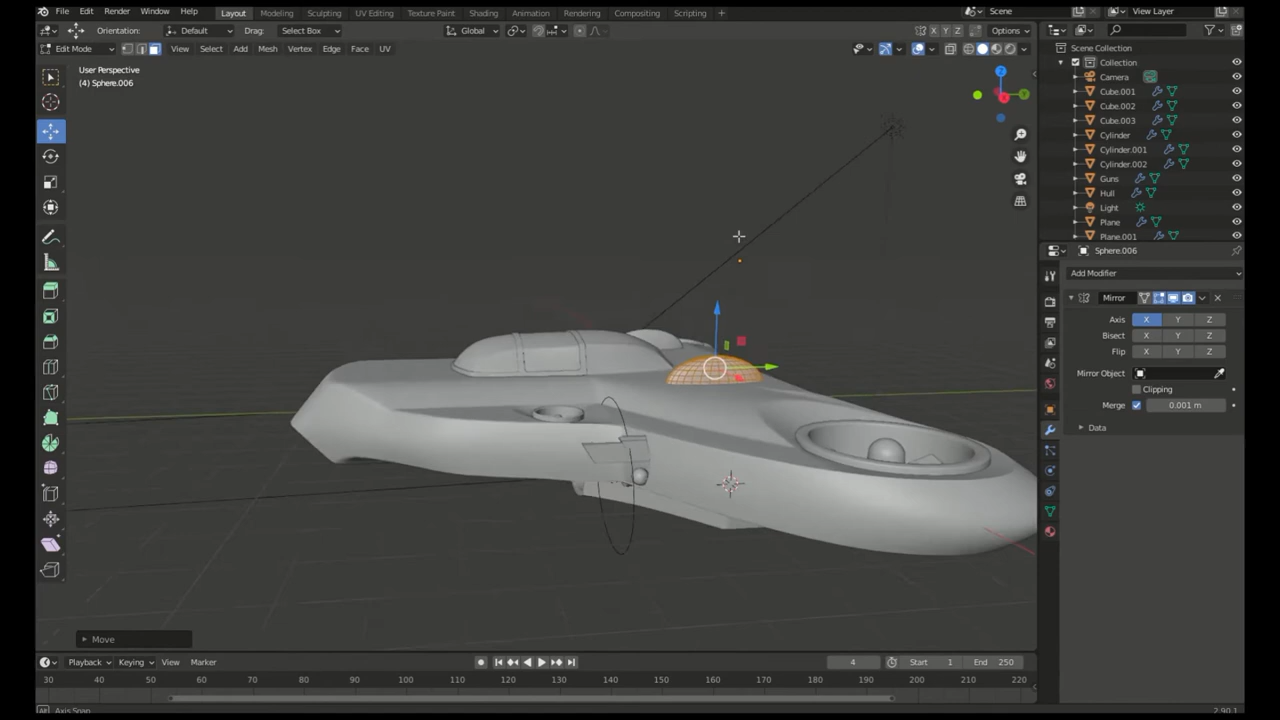 File Edit Render Window Help Layout Modeling Sculpting UV Editing Texture Paint Shading Animation Rendering Compositing Scripting + Scene View Layer
Orientation: Default Drag: Select Box Global X Y Z Options
Edit Mode View Select Add Mesh Vertex Edge Face UV
User Perspective
(4) Sphere.006
Z
Y
Scene Collection
Collection
Camera
Cube.001
Cube.002
Cube.003
Cylinder
Cylinder.001
Cylinder.002
Guns
Hull
Light
Plane
Plane.001
Sphere.006
Add Modifier
Mirror
Axis X Y Z
Bisect X Y Z
Flip X Y Z
Mirror Object
Clipping
Merge 0.001 m
Data
Move
Playback Keying View Marker 4 Start 1 End 250
30 40 50 60 70 80 90 100 110 120 130 140 150 160 170 180 190 200 210 220
Alt Axis Snap 2.90.1